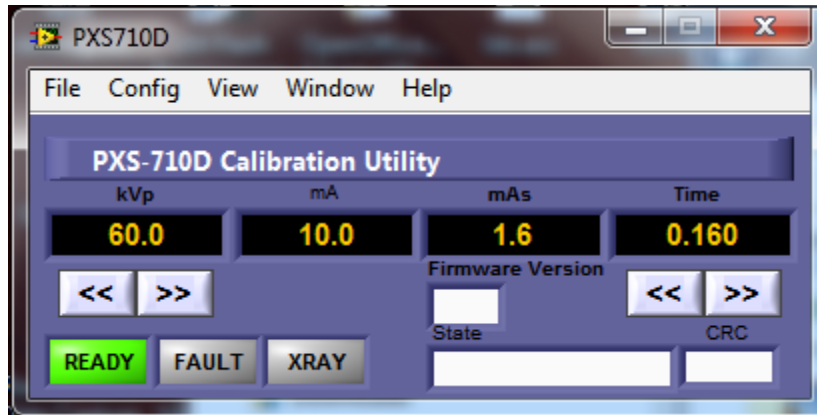 PXS710D
File Config View Window Help
PXS-710D Calibration Utility
kVp mA mAs Time
60.0 10.0 1.6 0.160
<< >> Firmware Version << >>
State CRC
READY FAULT XRAY